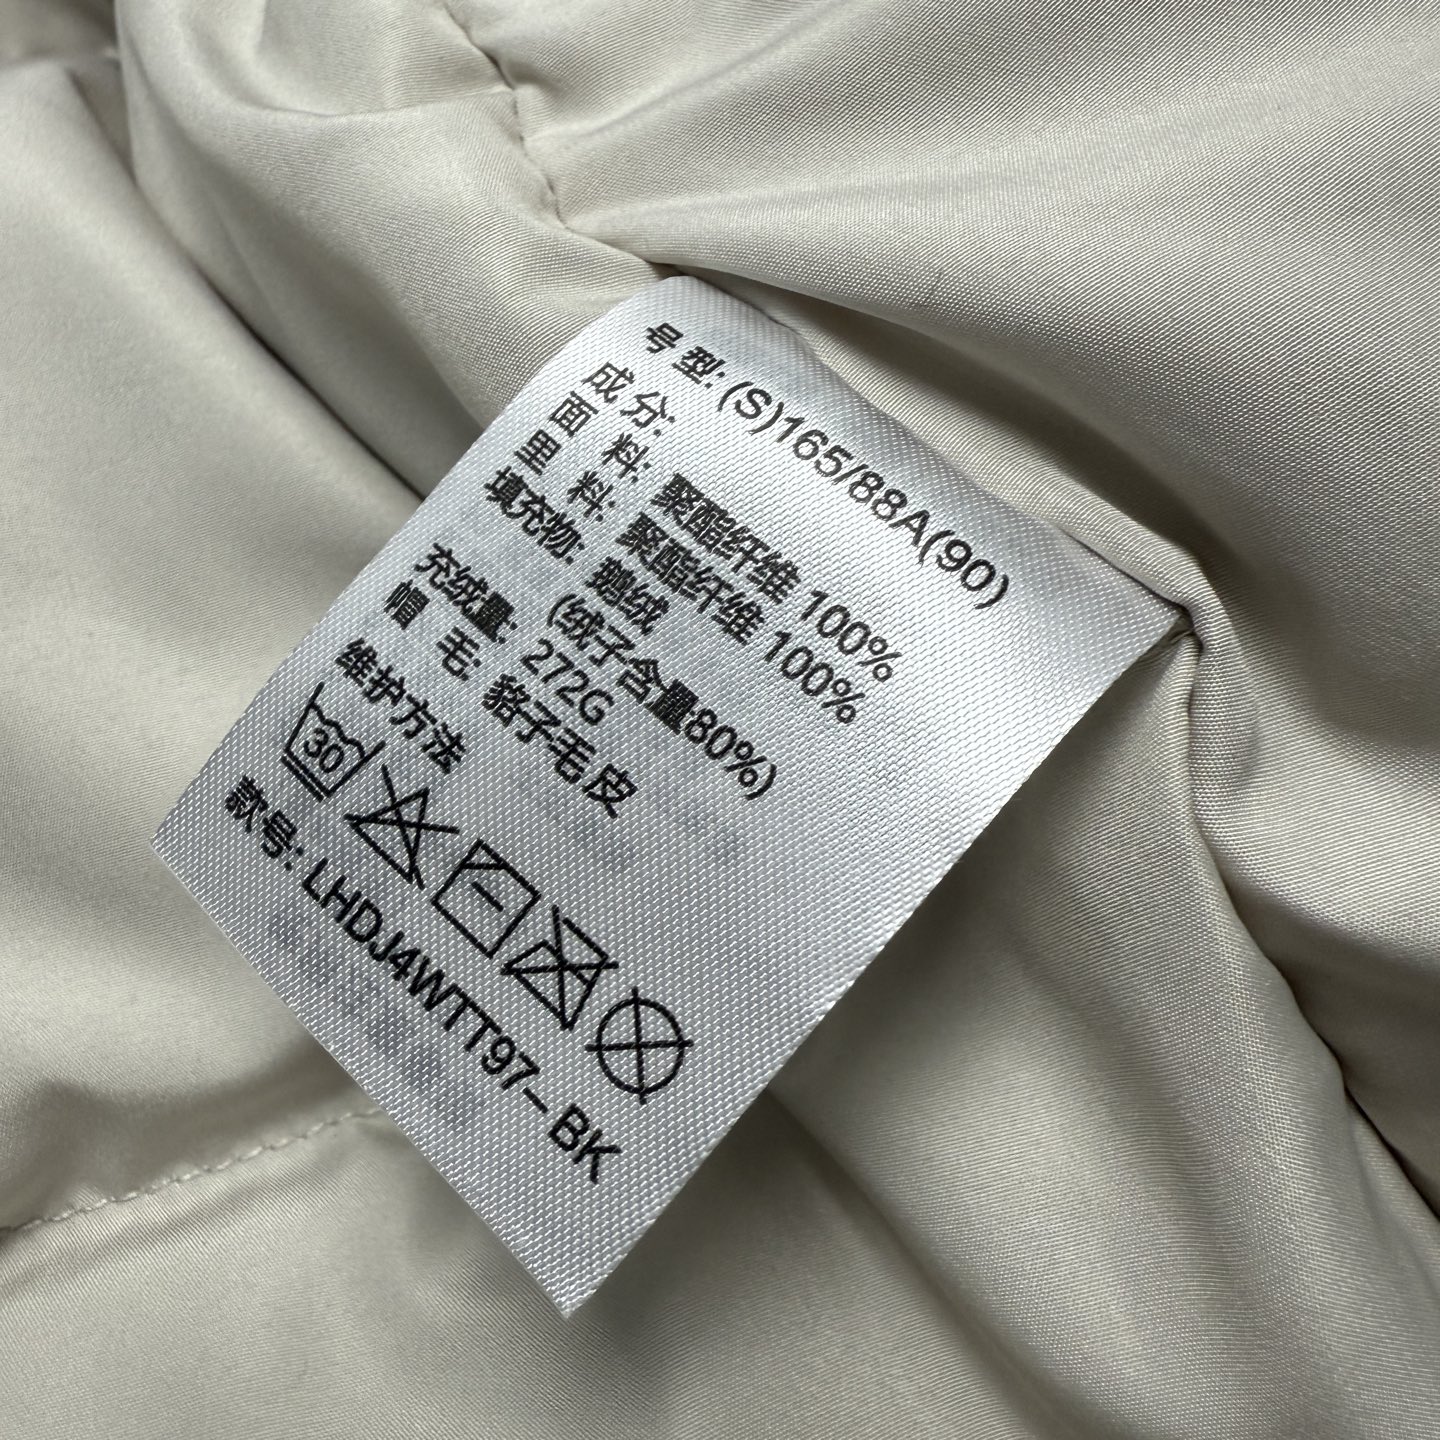 号型: (S)165/88A(90)
成分:
面料: 聚酯纤维 100%
里料: 聚酯纤维 100%
填充物: 鹅绒
(绒子含量80%)
充绒量: 272G
帽毛: 貉子毛皮
维护方法
30
款号: LHDJ4WTT97-BK